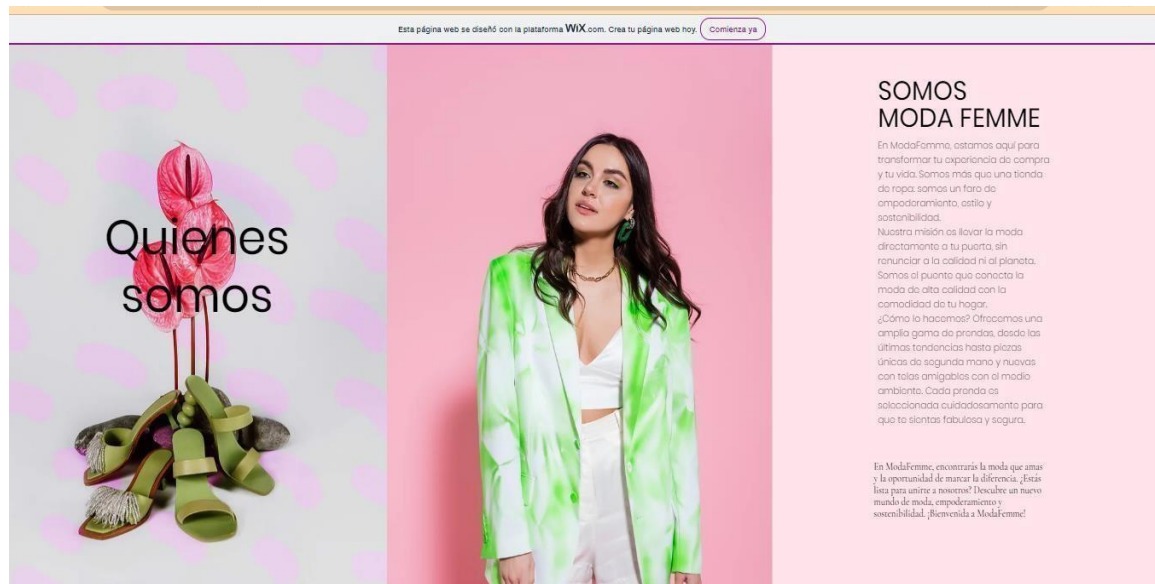 Esta página web se diseñó con la plataforma WiX.com. Crea tu página web hoy. Comienza ya
Quienes
somos
SOMOS
MODA FEMME
En ModaFemme, estamos aquí para
transformar tu experiencia de compra
y tu vida. Somos más que una tienda
de ropa: somos un faro de
empoderamiento, estilo y
sostenibilidad.
Nuestra misión es llevar la moda
directamente a tu puerta, sin
renunciar a la calidad ni al planeta.
Somos el puente que conecta la
moda de alta calidad con la
comodidad de tu hogar.
¿Cómo lo hacemos? Ofrecemos una
amplia gama de prendas, desde las
últimas tendencias hasta piezas
únicas de segunda mano y nuevas
con telas amigables con el medio
ambiente. Cada prenda es
seleccionada cuidadosamente para
que te sientas fabulosa y segura.
En ModaFemme, encontrarás la moda que amas
y la oportunidad de marcar la diferencia. ¿Estás
lista para unirte a nosotros? Descubre un nuevo
mundo de moda, empoderamiento y
sostenibilidad. ¡Bienvenida a ModaFemme!